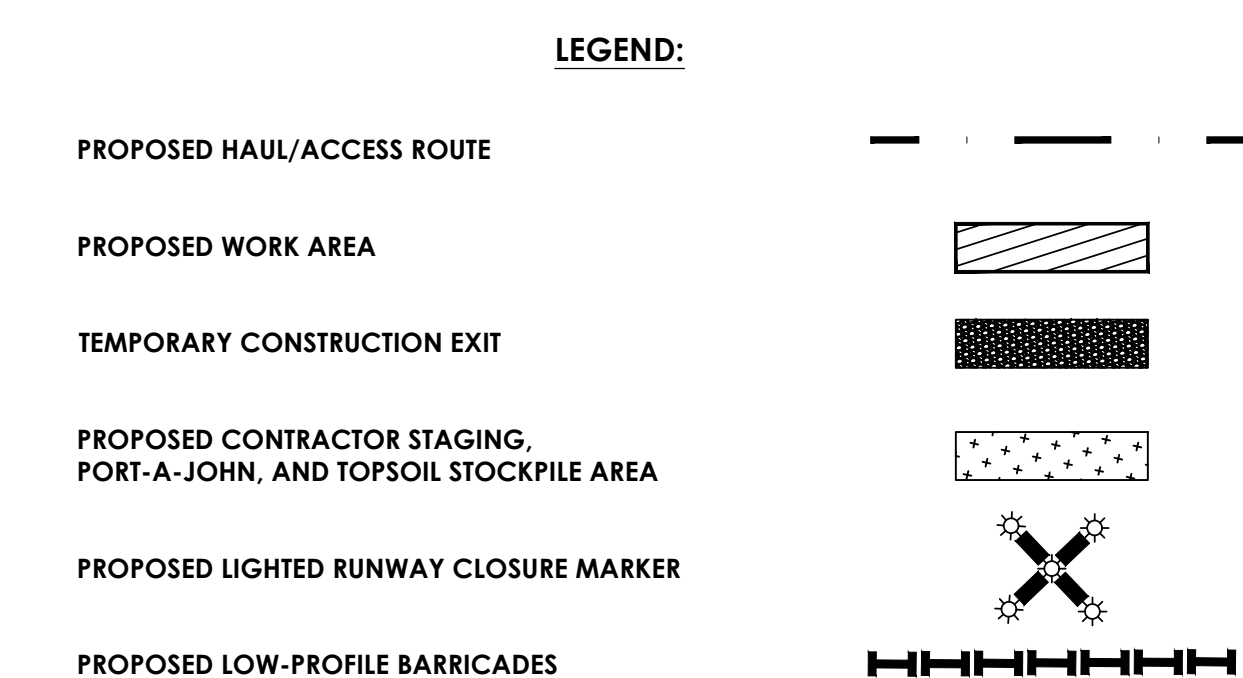 LEGEND:
PROPOSED HAUL/ACCESS ROUTE
PROPOSED WORK AREA
TEMPORARY CONSTRUCTION EXIT
PROPOSED CONTRACTOR STAGING,
PORT-A-JOHN, AND TOPSOIL STOCKPILE AREA
PROPOSED LIGHTED RUNWAY CLOSURE MARKER
PROPOSED LOW-PROFILE BARRICADES